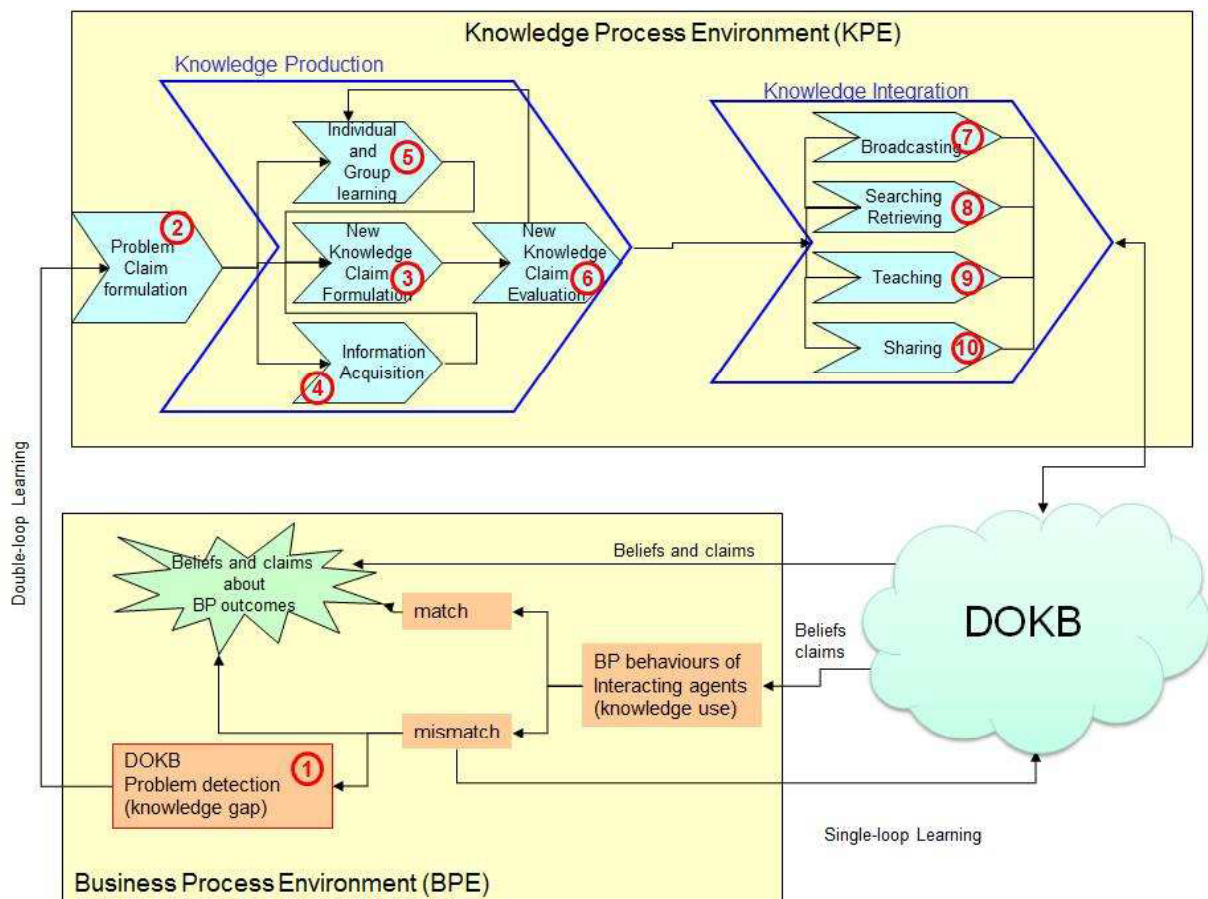 Knowledge Process Environment (KPE)
Knowledge Production
Knowledge Integration
Individual
and
Group
learning
5
2
Problem
Claim
formulation
New
Knowledge
Claim
Formulation
3
New
Knowledge
Claim
Evaluation
6
Information
Acquisition
4
Broadcasting
7
Searching
Retrieving
8
Teaching
9
Sharing
10
Double-loop Learning
Beliefs and claims
about
BP outcomes
Beliefs and claims
match
BP behaviours of
Interacting agents
(knowledge use)
Beliefs
claims
DOKB
mismatch
DOKB
Problem detection
(knowledge gap)
1
Single-loop Learning
Business Process Environment (BPE)